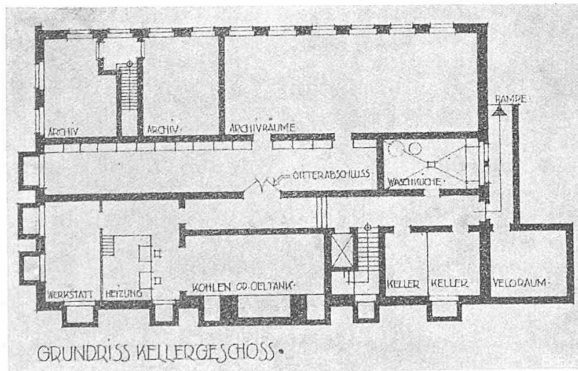 ARCHIV
ARCHIV.
ARCHIVRÄUME
RAMPE
GITTERABSCHLUSS
WASCHKÜCHE
WERKSTATT
HEIZUNG
KOHLEN OD. OELTANK.
KELLER
KELLER
VELORAUM.
GRUNDRISS KELLERGESCHOSS.